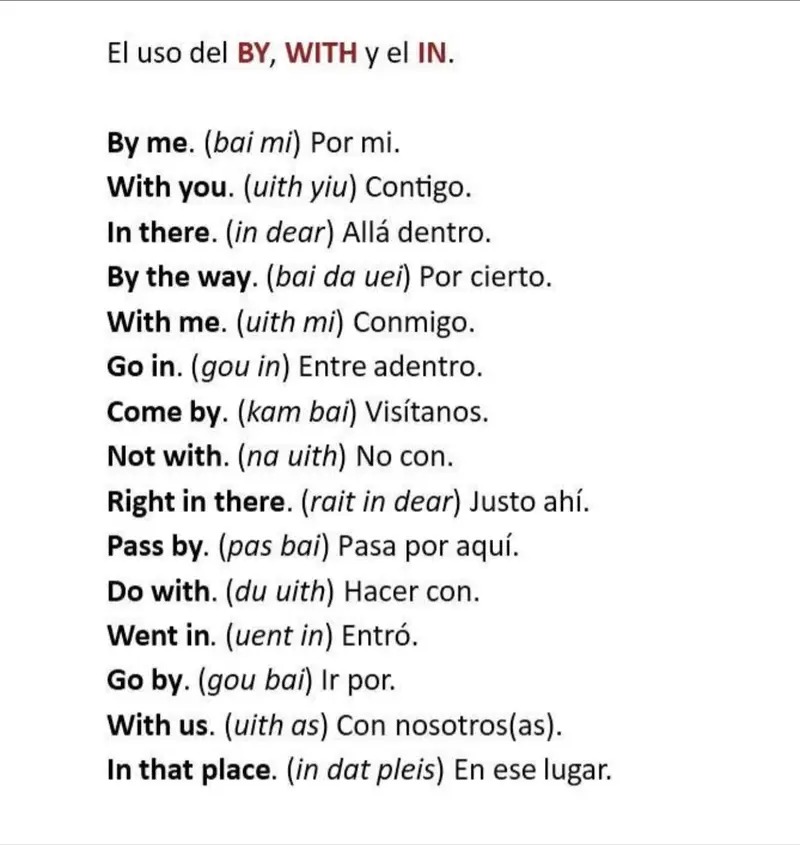 El uso del BY, WITH y el IN.
By me. (bai mi) Por mi.
With you. (uith yiu) Contigo.
In there. (in dear) Allá dentro.
By the way. (bai da uei) Por cierto.
With me. (uith mi) Conmigo.
Go in. (gou in) Entre adentro.
Come by. (kam bai) Visítanos.
Not with. (na uith) No con.
Right in there. (rait in dear) Justo ahí.
Pass by. (pas bai) Pasa por aquí.
Do with. (du uith) Hacer con.
Went in. (uent in) Entró.
Go by. (gou bai) Ir por.
With us. (uith as) Con nosotros(as).
In that place. (in dat pleis) En ese lugar.